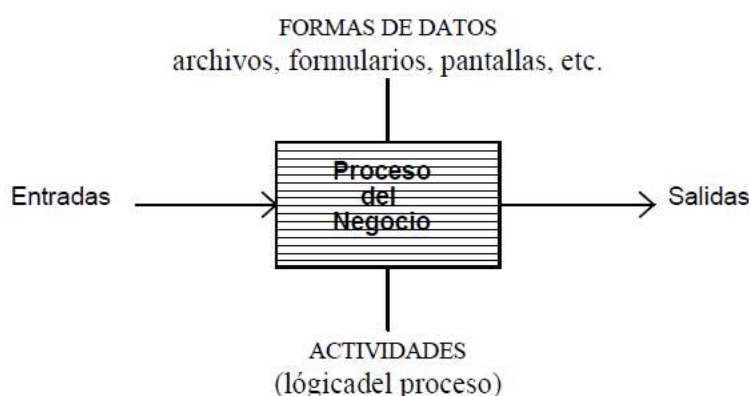 FORMAS DE DATOS
archivos, formularios, pantallas, etc.
Entradas
Proceso
del
Negocio
Salidas
ACTIVIDADES
(lógicadel proceso)